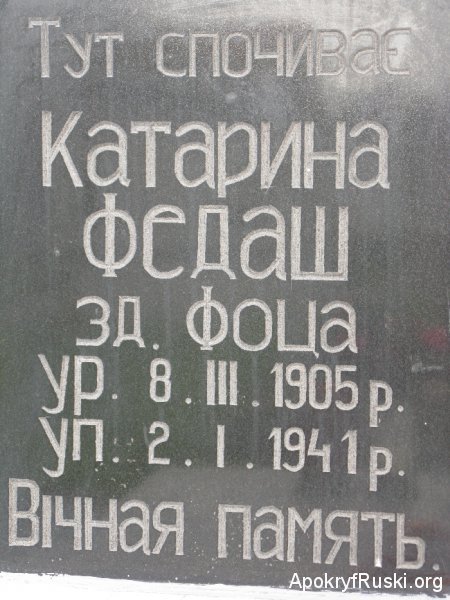 Тут спочиває
Катарина
Федаш
зд. Фоца
ур. 8. III. 1905 р.
уп. 2. I. 1941 р.
Вічная память.
ApokryfRuski.org